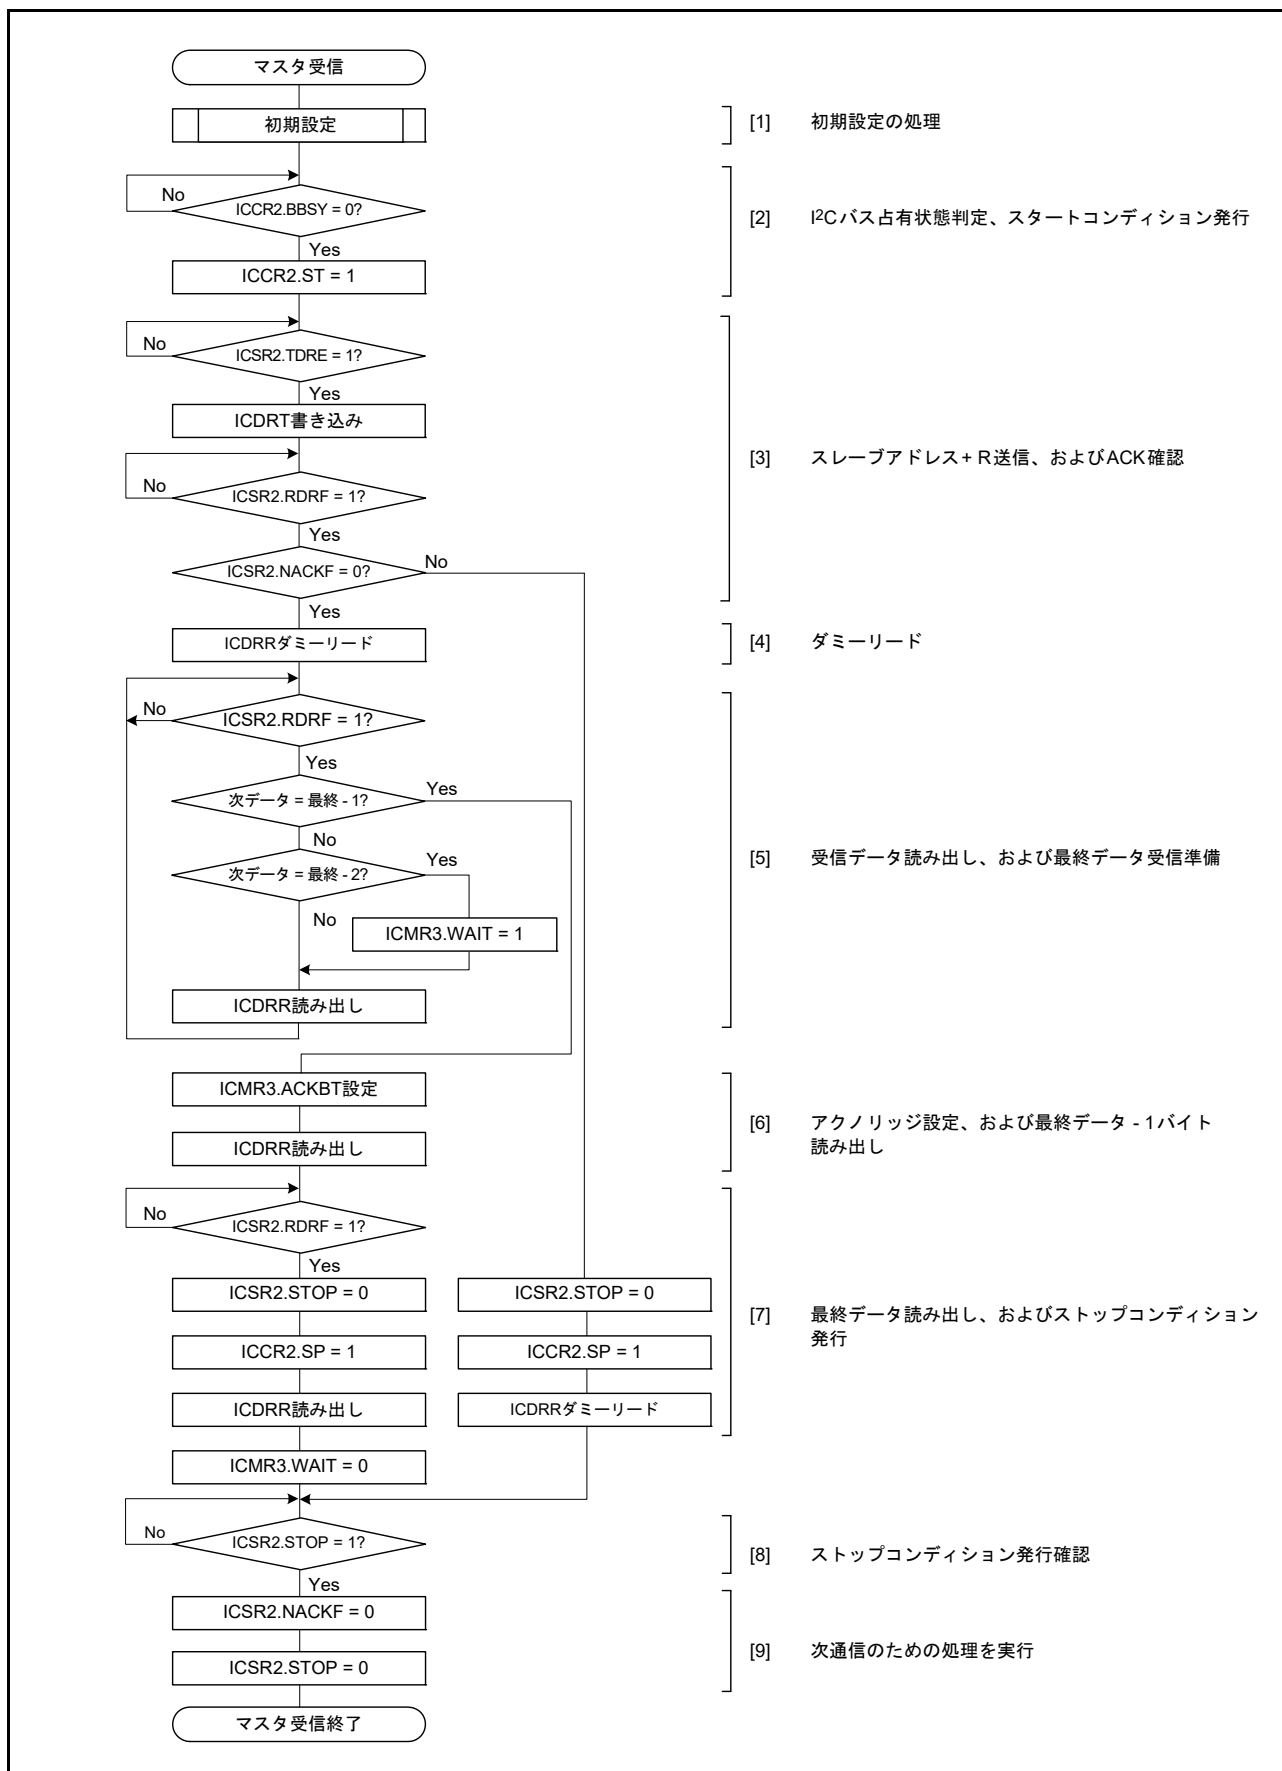 マスタ受信
初期設定
[1] 初期設定の処理
No
ICCR2.BBSY = 0?
[2] I²Cバス占有状態判定、スタートコンディション発行
Yes
ICCR2.ST = 1
No
ICSR2.TDRE = 1?
Yes
ICDRT書き込み
[3] スレーブアドレス+ R送信、およびACK確認
No
ICSR2.RDRF = 1?
Yes
ICSR2.NACKF = 0?
No
Yes
ICDRRダミーリード
[4] ダミーリード
No
ICSR2.RDRF = 1?
Yes
次データ = 最終 - 1?
Yes
No
次データ = 最終 - 2?
Yes
[5] 受信データ読み出し、および最終データ受信準備
No
ICMR3.WAIT = 1
ICDRR読み出し
ICMR3.ACKBT設定
[6] アクノリッジ設定、および最終データ - 1バイト
読み出し
ICDRR読み出し
No
ICSR2.RDRF = 1?
Yes
ICSR2.STOP = 0
ICSR2.STOP = 0
[7] 最終データ読み出し、およびストップコンディション
発行
ICCR2.SP = 1
ICCR2.SP = 1
ICDRR読み出し
ICDRRダミーリード
ICMR3.WAIT = 0
No
ICSR2.STOP = 1?
[8] ストップコンディション発行確認
Yes
ICSR2.NACKF = 0
[9] 次通信のための処理を実行
ICSR2.STOP = 0
マスタ受信終了